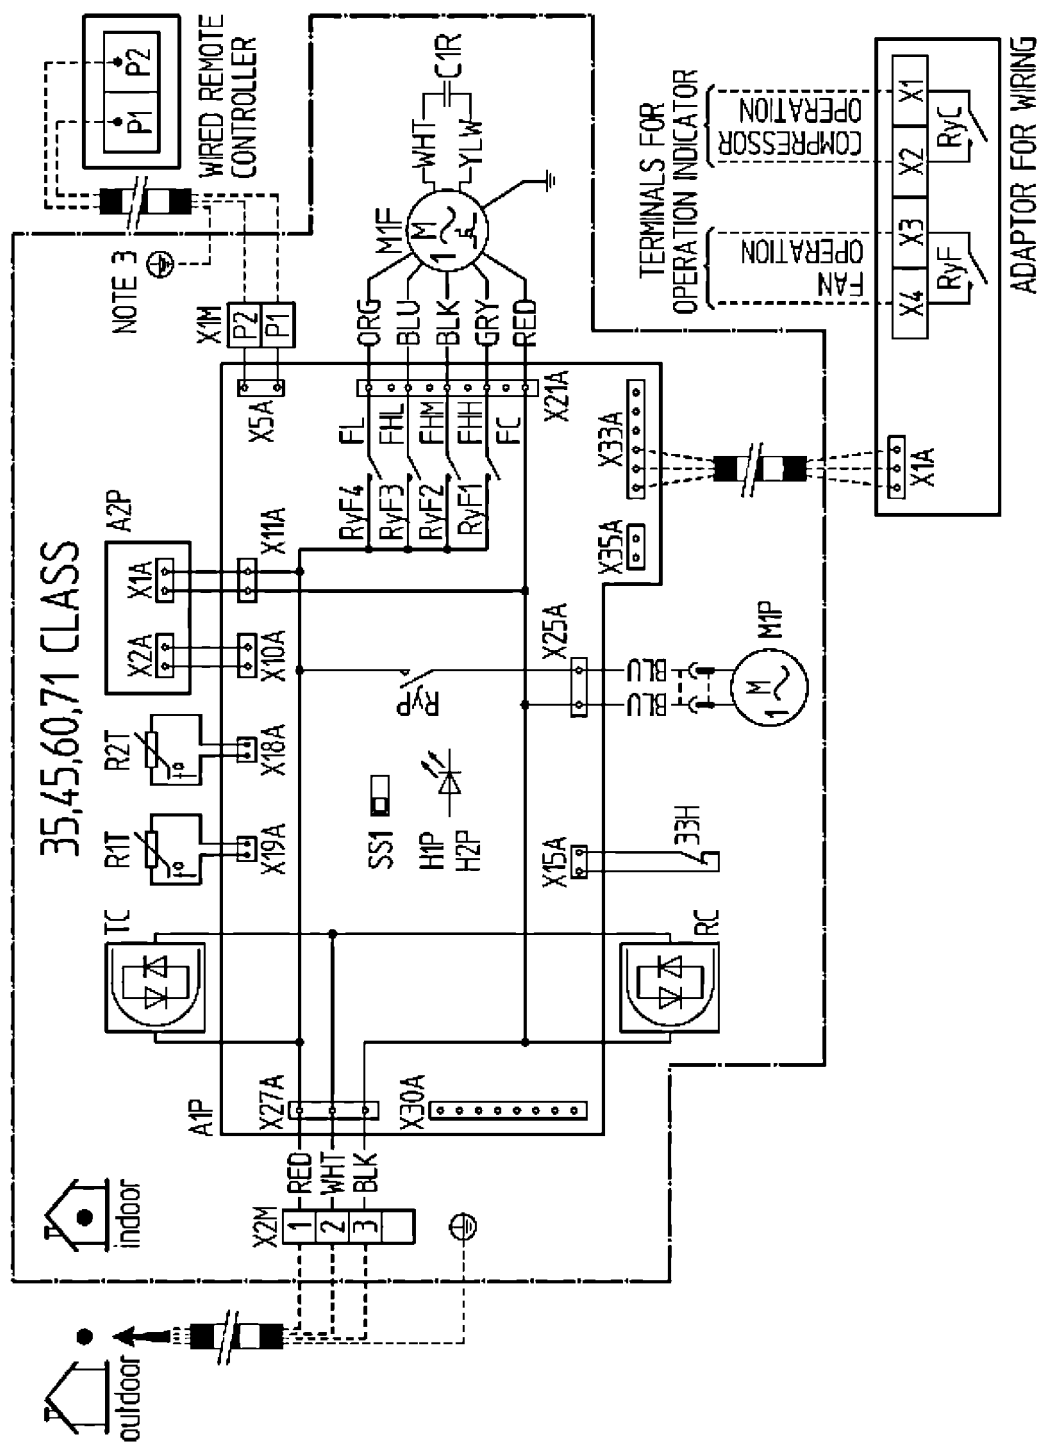 35,45,60,71 CLASS
outdoor
indoor
X2M
1
2
3
RED
WHT
BLK
A1P
X27A
X30A
TC
RC
R1T
R2T
X19A
X18A
X10A
X11A
A2P
X2A
X1A
SS1
H1P
H2P
X15A
33H
RyP
X25A
BLU
BLU
M
1
M1P
X35A
X33A
RyF4
RyF3
RyF2
RyF1
FL
FHL
FHM
FHH
FC
X21A
X5A
X1M
P2
P1
NOTE 3
ORG
BLU
BLK
GRY
RED
M1F
M
1
WHT
YLW
C1R
WIRED REMOTE
CONTROLLER
P1
P2
TERMINALS FOR
OPERATION INDICATOR
FAN
OPERATION
COMPRESSOR
OPERATION
X4
X3
X2
X1
RyF
RyC
X1A
ADAPTOR FOR WIRING